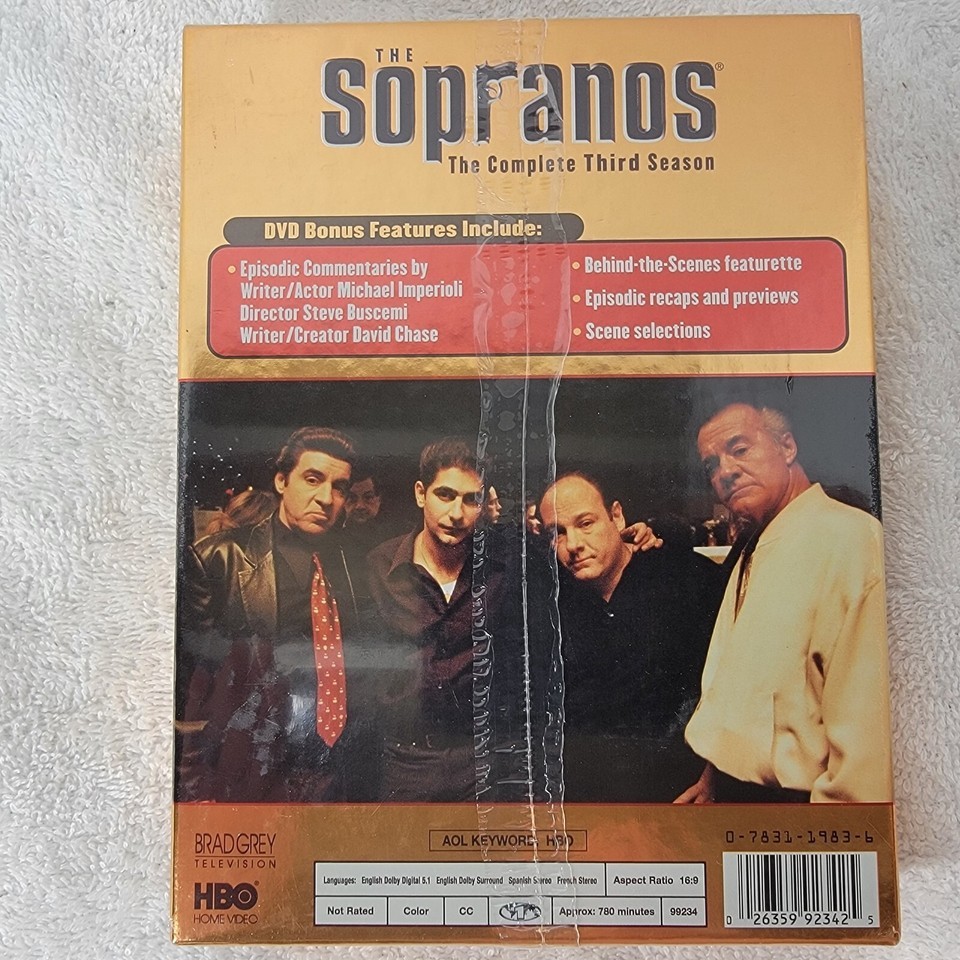 THE
Sopranos®
The Complete Third Season
DVD Bonus Features Include:
• Episodic Commentaries by
Writer/Actor Michael Imperioli
Director Steve Buscemi
Writer/Creator David Chase
• Behind-the-Scenes featurette
• Episodic recaps and previews
• Scene selections
BRAD GREY
TELEVISION
HBO®
HOME VIDEO
AOL KEYWORD: HBO
0-7831-1983-6
Languages: English Dolby Digital 5.1 English Dolby Surround Spanish Stereo French Stereo
Aspect Ratio 16:9
Not Rated
Color
CC
Approx: 780 minutes
99234
0 26359 92342 5